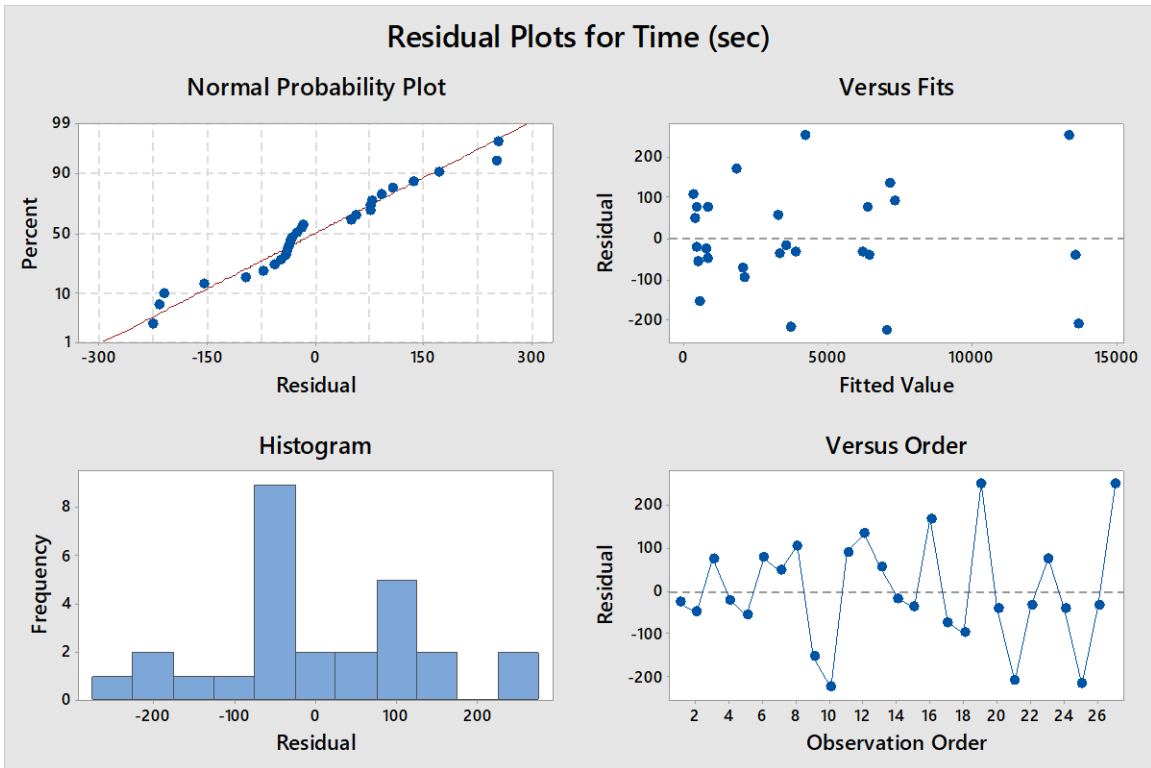 Residual Plots for Time (sec)
Normal Probability Plot
99
90
50
10
1
Percent
-300 -150 0 150 300
Residual
Versus Fits
200
100
0
-100
-200
Residual
0 5000 10000 15000
Fitted Value
Histogram
8
6
4
2
0
Frequency
-200 -100 0 100 200
Residual
Versus Order
200
100
0
-100
-200
Residual
2 4 6 8 10 12 14 16 18 20 22 24 26
Observation Order